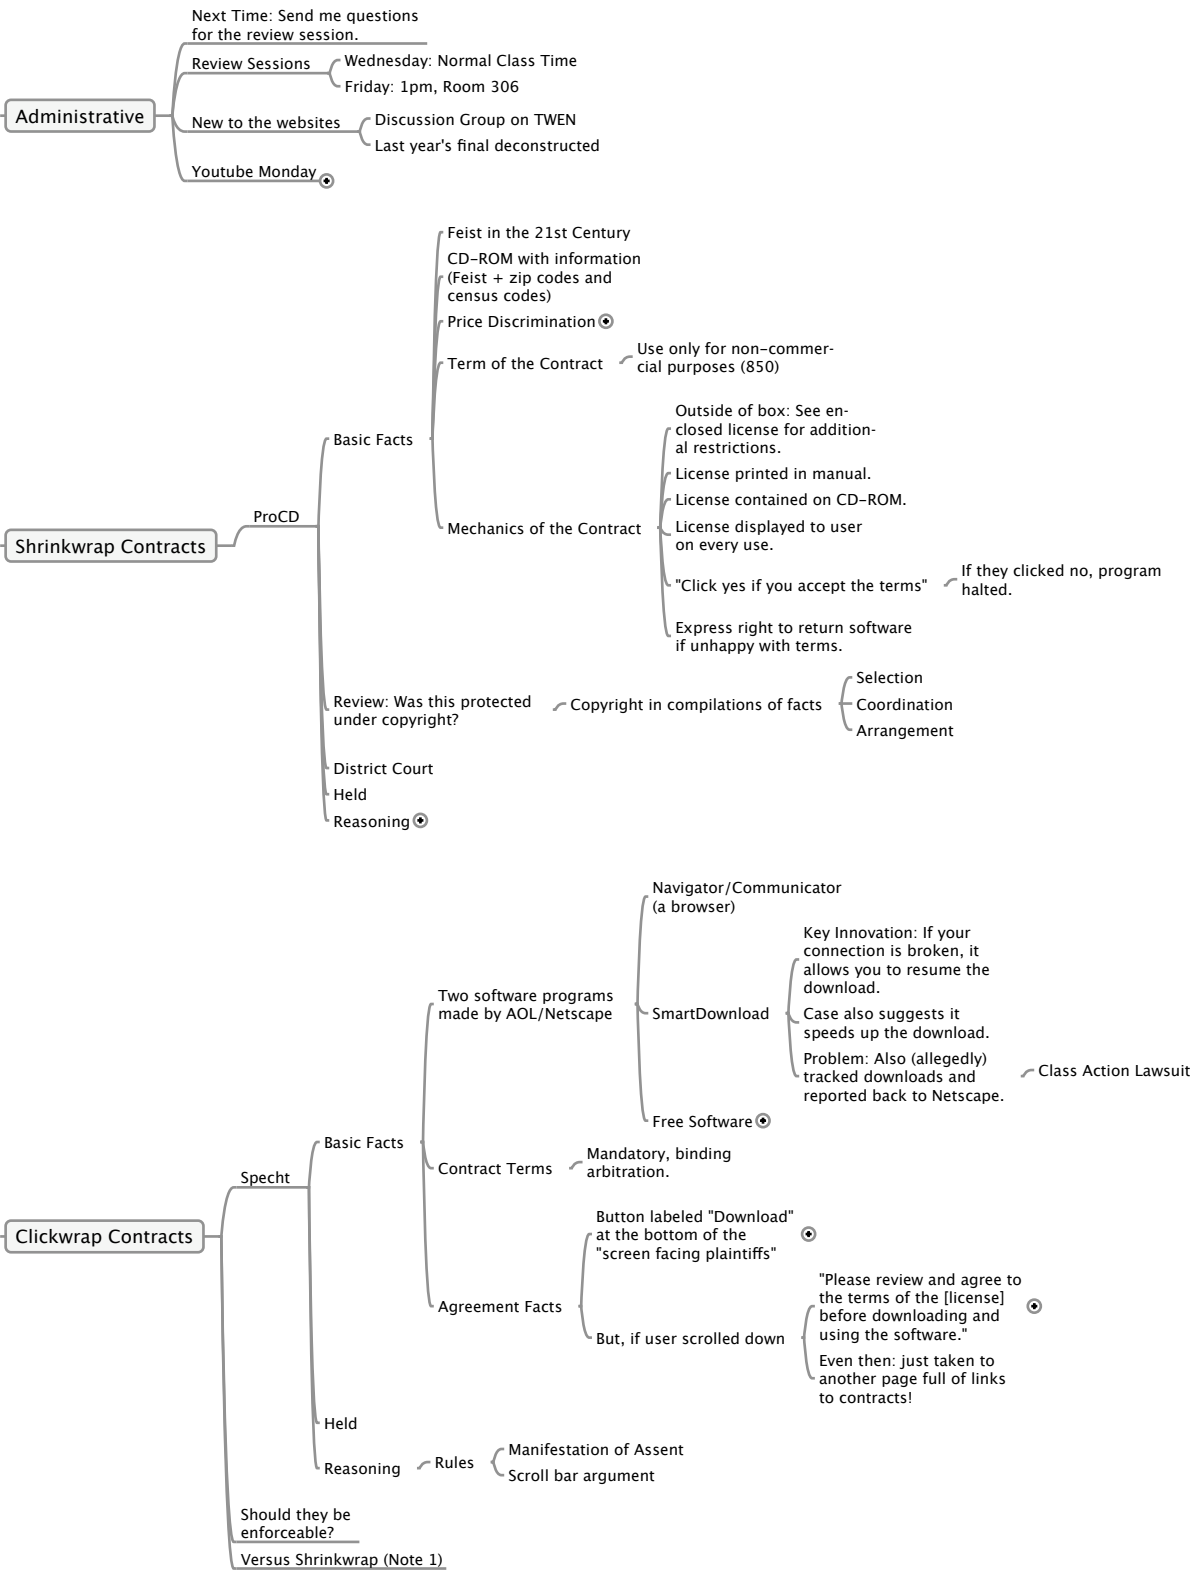 Administrative
Next Time: Send me questions
for the review session.
Review Sessions
Wednesday: Normal Class Time
Friday: 1pm, Room 306
New to the websites
Discussion Group on TWEN
Last year's final deconstructed
Youtube Monday
Shrinkwrap Contracts
ProCD
Basic Facts
Feist in the 21st Century
CD-ROM with information
(Feist + zip codes and
census codes)
Price Discrimination
Term of the Contract
Use only for non-commer-
cial purposes (850)
Mechanics of the Contract
Outside of box: See en-
closed license for addition-
al restrictions.
License printed in manual.
License contained on CD-ROM.
License displayed to user
on every use.
"Click yes if you accept the terms"
If they clicked no, program
halted.
Express right to return software
if unhappy with terms.
Review: Was this protected
under copyright?
Copyright in compilations of facts
Selection
Coordination
Arrangement
District Court
Held
Reasoning
Clickwrap Contracts
Specht
Basic Facts
Two software programs
made by AOL/Netscape
Navigator/Communicator
(a browser)
SmartDownload
Key Innovation: If your
connection is broken, it
allows you to resume the
download.
Case also suggests it
speeds up the download.
Problem: Also (allegedly)
tracked downloads and
reported back to Netscape.
Class Action Lawsuit
Free Software
Contract Terms
Mandatory, binding
arbitration.
Agreement Facts
Button labeled "Download"
at the bottom of the
"screen facing plaintiffs"
But, if user scrolled down
"Please review and agree to
the terms of the [license]
before downloading and
using the software."
Even then: just taken to
another page full of links
to contracts!
Held
Reasoning
Rules
Manifestation of Assent
Scroll bar argument
Should they be
enforceable?
Versus Shrinkwrap (Note 1)